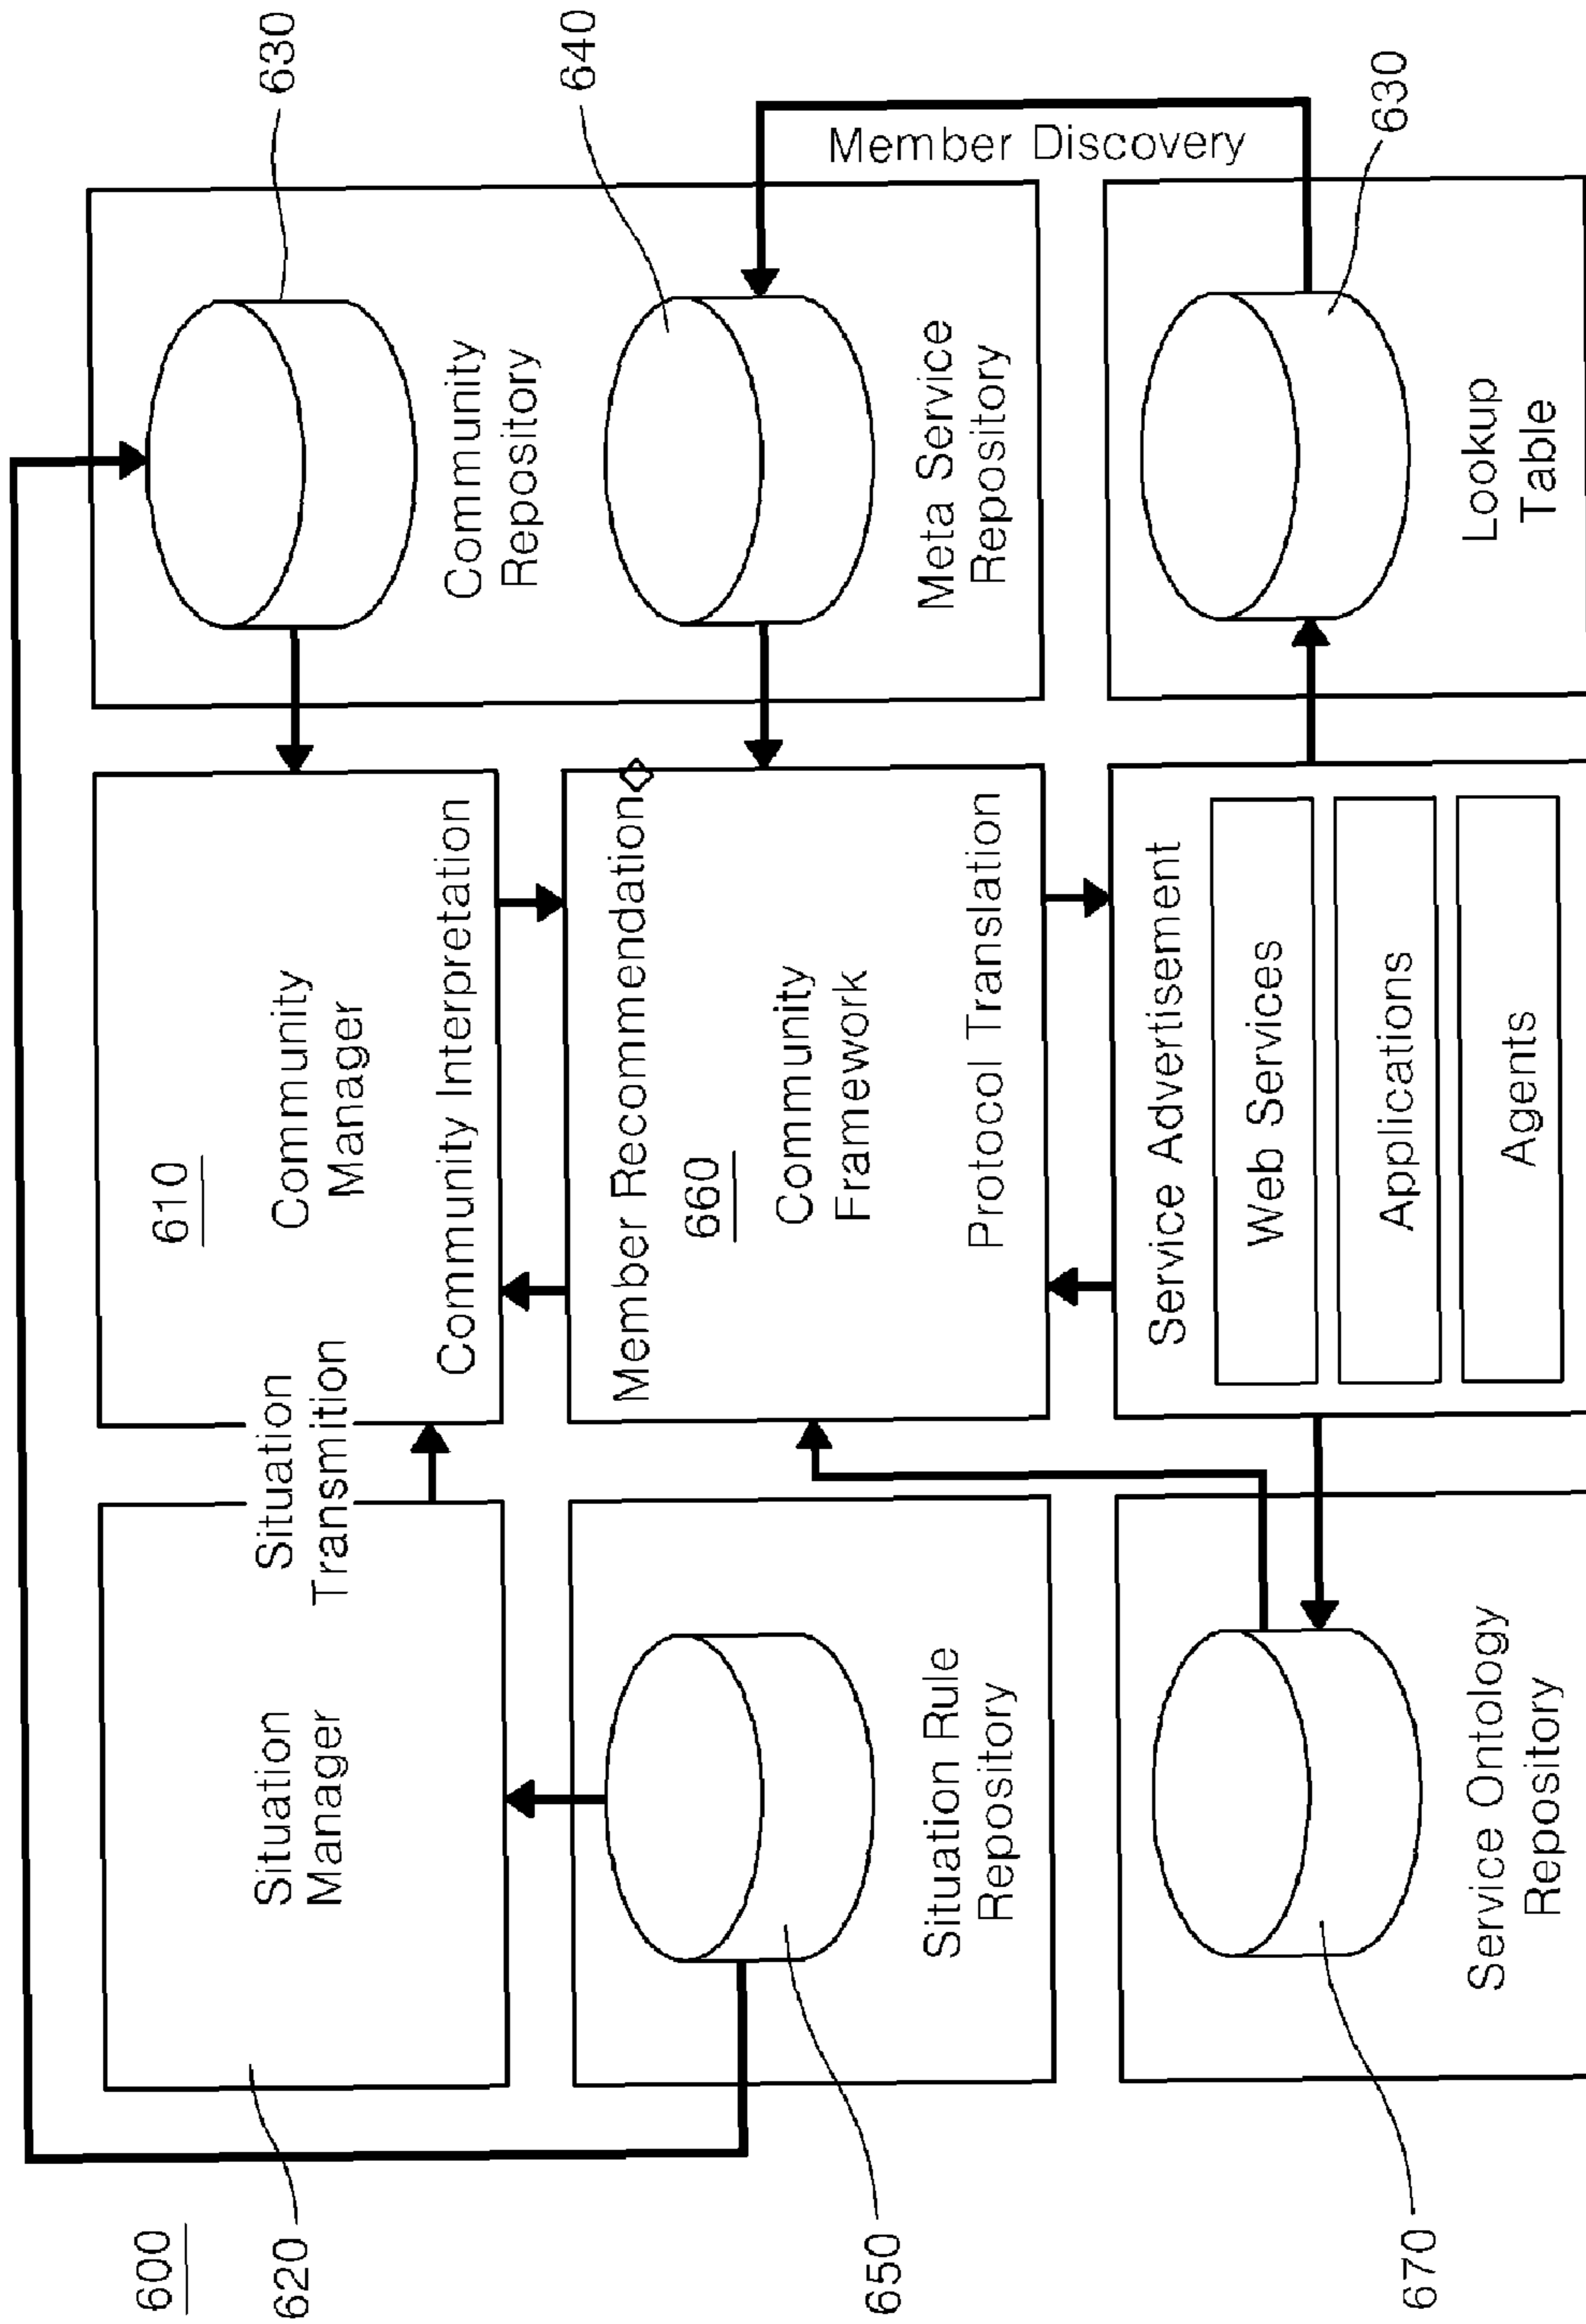 600
620
Situation
Manager
Situation
Transmition
610
Community
Manager
Community Interpretation
630
Community
Repository
650
Situation Rule
Repository
Member Recommendation
660
Community
Framework
Protocol Translation
640
Meta Service
Repository
Member Discovery
670
Service Ontology
Repository
Service Advertisement
Web Services
Applications
Agents
630
Lookup
Table